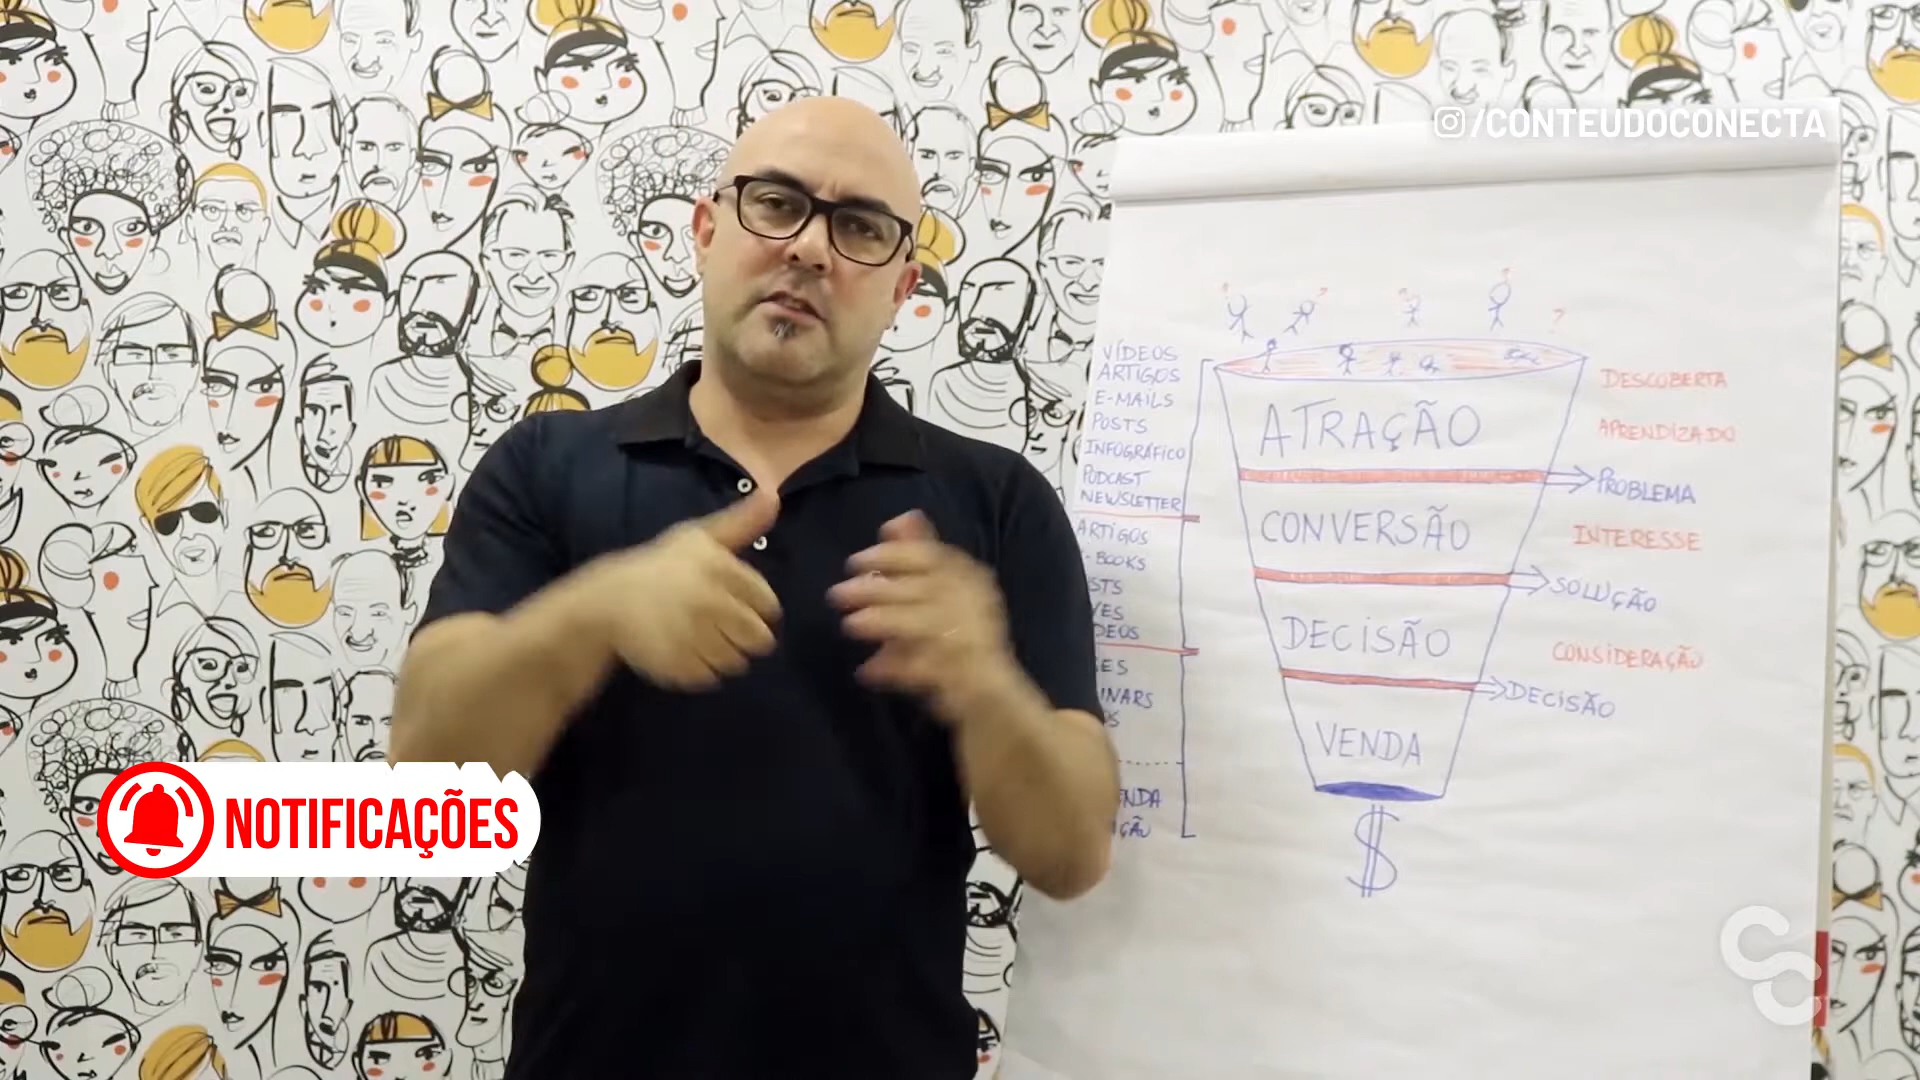 /CONTEUDOCONECTA
VÍDEOS
ARTIGOS
E-MAILS
POSTS
INFOGRÁFICO
PODCAST
NEWSLETTER
ARTIGOS
ATRAÇÃO
CONVERSÃO
DECISÃO
VENDA
$
DESCOBERTA
APRENDIZADO
PROBLEMA
INTERESSE
SOLUÇÃO
CONSIDERAÇÃO
DECISÃO
NOTIFICAÇÕES